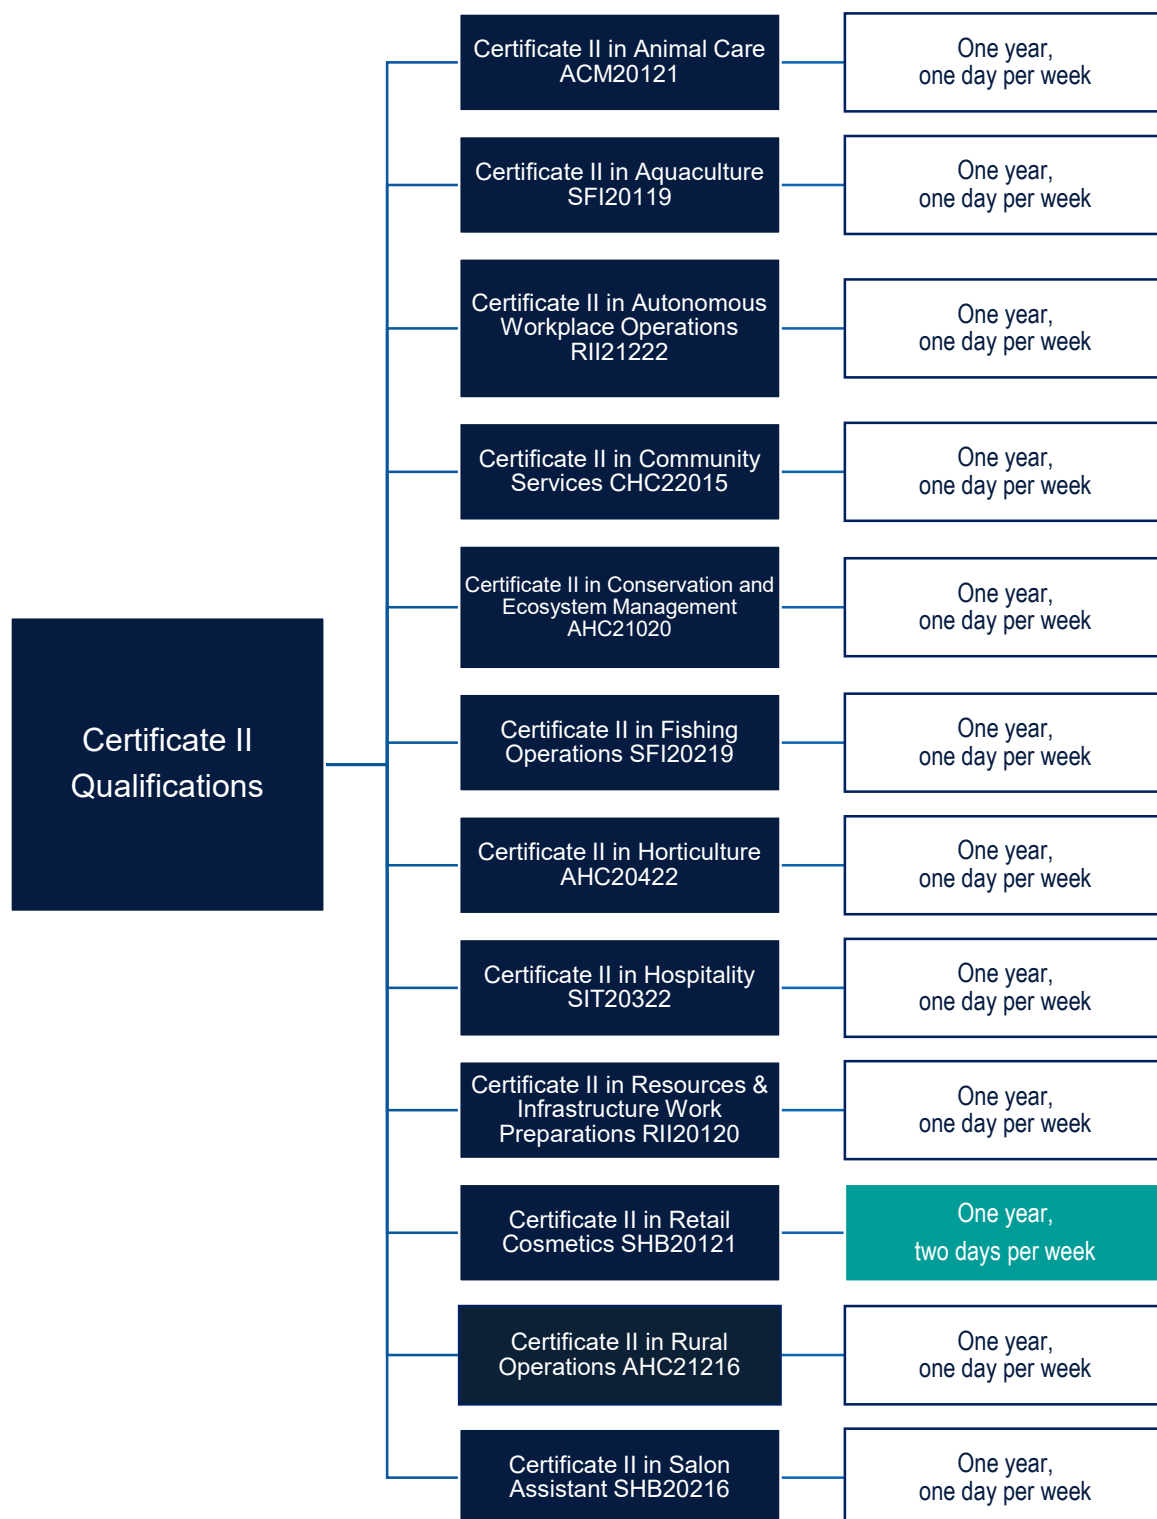 Certificate II in Animal Care
ACM20121
One year,
one day per week
Certificate II in Aquaculture
SFI20119
One year,
one day per week
Certificate II in Autonomous
Workplace Operations
RII21222
One year,
one day per week
Certificate II in Community
Services CHC22015
One year,
one day per week
Certificate II in Conservation and
Ecosystem Management
AHC21020
One year,
one day per week
Certificate II
Qualifications
Certificate II in Fishing
Operations SFI20219
One year,
one day per week
Certificate II in Horticulture
AHC20422
One year,
one day per week
Certificate II in Hospitality
SIT20322
One year,
one day per week
Certificate II in Resources &
Infrastructure Work
Preparations RII20120
One year,
one day per week
Certificate II in Retail
Cosmetics SHB20121
One year,
two days per week
Certificate II in Rural
Operations AHC21216
One year,
one day per week
Certificate II in Salon
Assistant SHB20216
One year,
one day per week